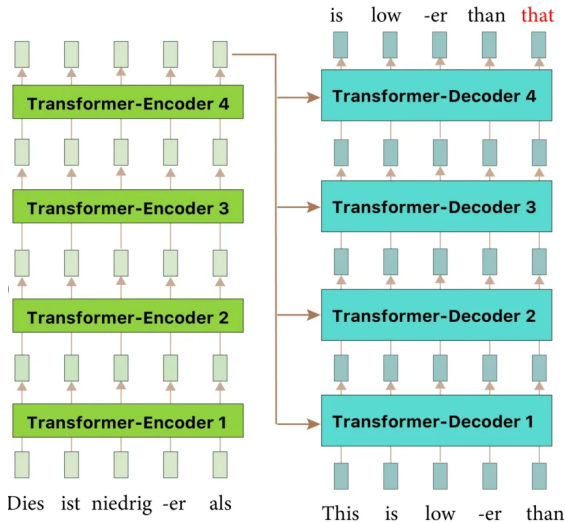 is low -er than that
Transformer-Encoder 4
Transformer-Encoder 3
Transformer-Encoder 2
Transformer-Encoder 1
Dies ist niedrig -er als
Transformer-Decoder 4
Transformer-Decoder 3
Transformer-Decoder 2
Transformer-Decoder 1
This is low -er than